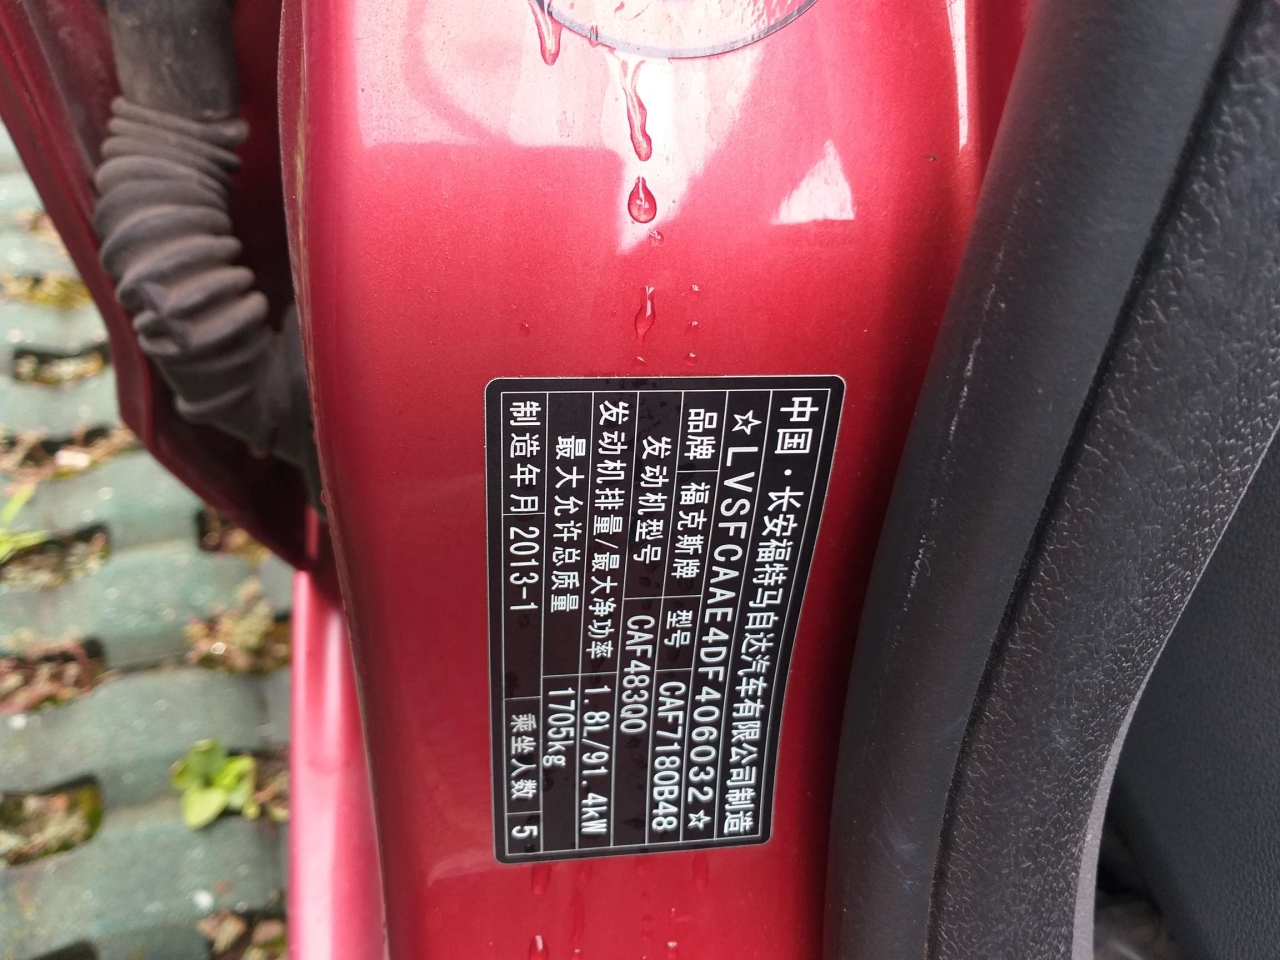 中国·长安福特马自达汽车有限公司制造
☆LVSFCAAE4DF406032☆
品牌 福克斯牌 型号 CAF7180B48
发动机型号 CAF483Q0
发动机排量/最大净功率 1.8L/91.4kW
最大允许总质量 1705kg
制造年月 2013-1 乘坐人数 5